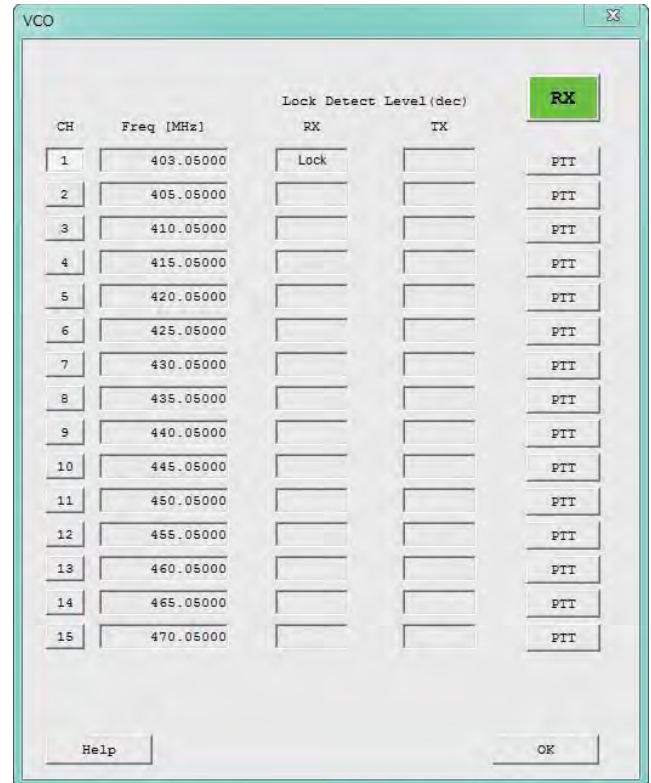 VCO
Lock Detect Level(dec) RX
CH Freq [MHz] RX TX
1 403.05000 Lock PTT
2 405.05000 PTT
3 410.05000 PTT
4 415.05000 PTT
5 420.05000 PTT
6 425.05000 PTT
7 430.05000 PTT
8 435.05000 PTT
9 440.05000 PTT
10 445.05000 PTT
11 450.05000 PTT
12 455.05000 PTT
13 460.05000 PTT
14 465.05000 PTT
15 470.05000 PTT
Help OK